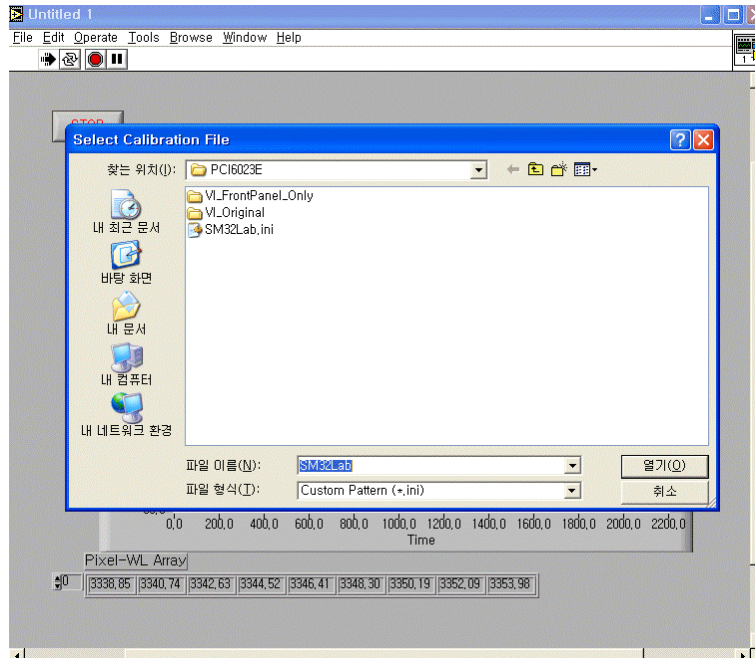 Untitled 1
File Edit Operate Tools Browse Window Help
STOP
Select Calibration File
찾는 위치(I): PCI6023E
VI_FrontPanel_Only
VI_Original
SM32Lab.ini
내 최근 문서
바탕 화면
내 문서
내 컴퓨터
내 네트워크 환경
파일 이름(N): SM32Lab 열기(O)
파일 형식(T): Custom Pattern (*.ini) 취소
0,0 200,0 400,0 600,0 800,0 1000,0 1200,0 1400,0 1600,0 1800,0 2000,0 2200,0
Time
Pixel-WL Array
0 3338,85 3340,74 3342,63 3344,52 3346,41 3348,30 3350,19 3352,09 3353,98